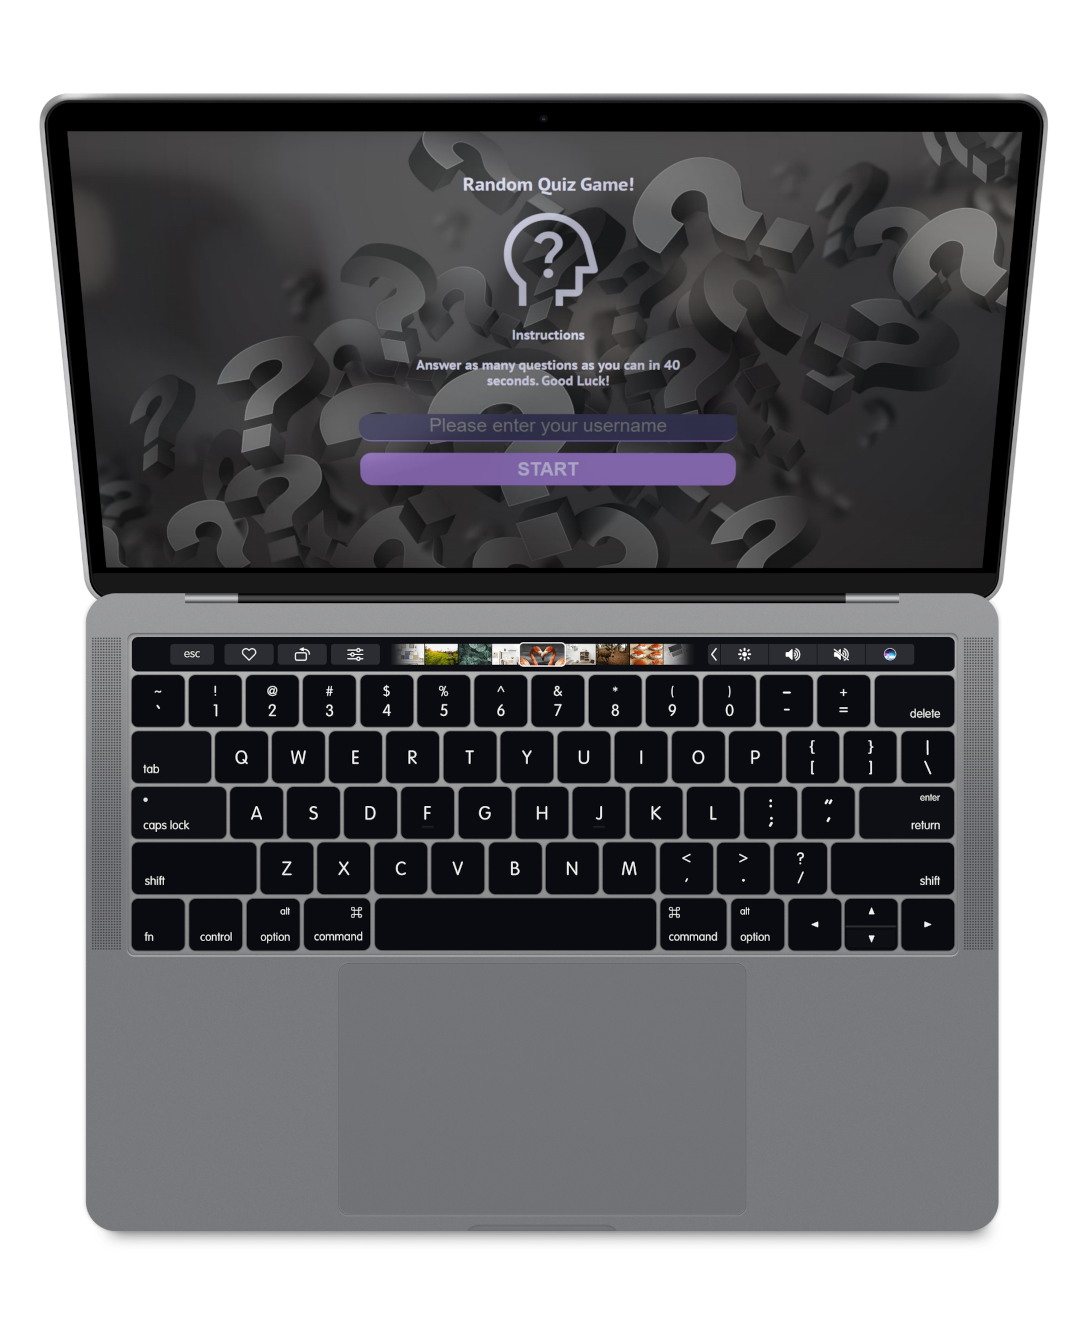 Random Quiz Game!
?
Instructions
Answer as many questions as you can in 40
seconds. Good Luck!
Please enter your username
START
esc
~ ! @ # $ % ^ & * ( ) – +
` 1 2 3 4 5 6 7 8 9 0 - = delete
tab Q W E R T Y U I O P { [ } ] | \
caps lock A S D F G H J K L : ; " ' enter return
shift Z X C V B N M < , > . ? / shift
fn control alt option ⌘ command ⌘ command alt option ◄ ▲ ▼ ►